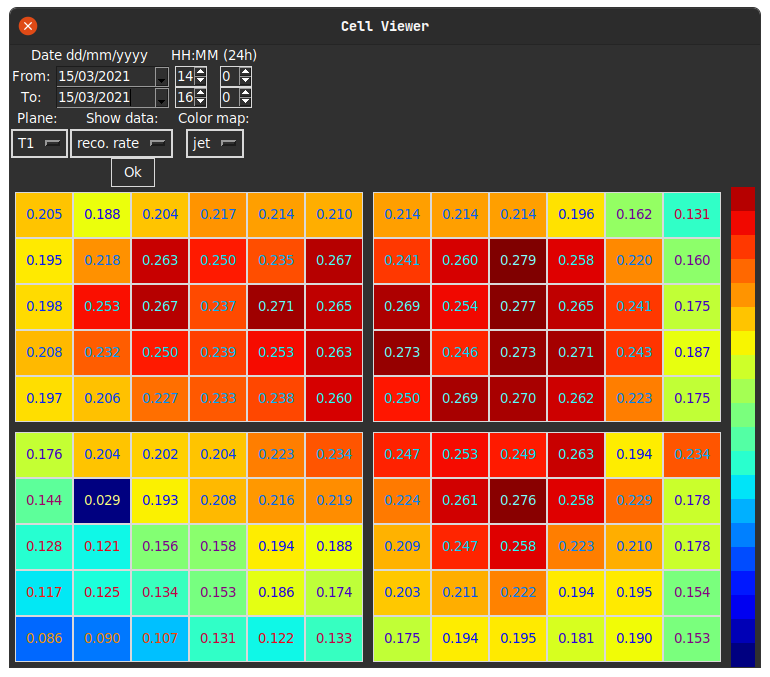 Cell Viewer
Date dd/mm/yyyy HH:MM (24h)
From: 15/03/2021 14 0
To: 15/03/2021 16 0
Plane: Show data: Color map:
T1 reco. rate jet
Ok
0.205 0.188 0.204 0.217 0.214 0.210 0.214 0.214 0.214 0.196 0.162 0.131
0.195 0.218 0.263 0.250 0.235 0.267 0.241 0.260 0.279 0.258 0.220 0.160
0.198 0.253 0.267 0.237 0.271 0.265 0.269 0.254 0.277 0.265 0.241 0.175
0.208 0.232 0.250 0.239 0.253 0.263 0.273 0.246 0.273 0.271 0.243 0.187
0.197 0.206 0.227 0.233 0.238 0.260 0.250 0.269 0.270 0.262 0.223 0.175
0.176 0.204 0.202 0.204 0.223 0.234 0.247 0.253 0.249 0.263 0.194 0.234
0.144 0.029 0.193 0.208 0.216 0.219 0.224 0.261 0.276 0.258 0.229 0.178
0.128 0.121 0.156 0.158 0.194 0.188 0.209 0.247 0.258 0.223 0.210 0.178
0.117 0.125 0.134 0.153 0.186 0.174 0.203 0.211 0.222 0.194 0.195 0.154
0.086 0.090 0.107 0.131 0.122 0.133 0.175 0.194 0.195 0.181 0.190 0.153